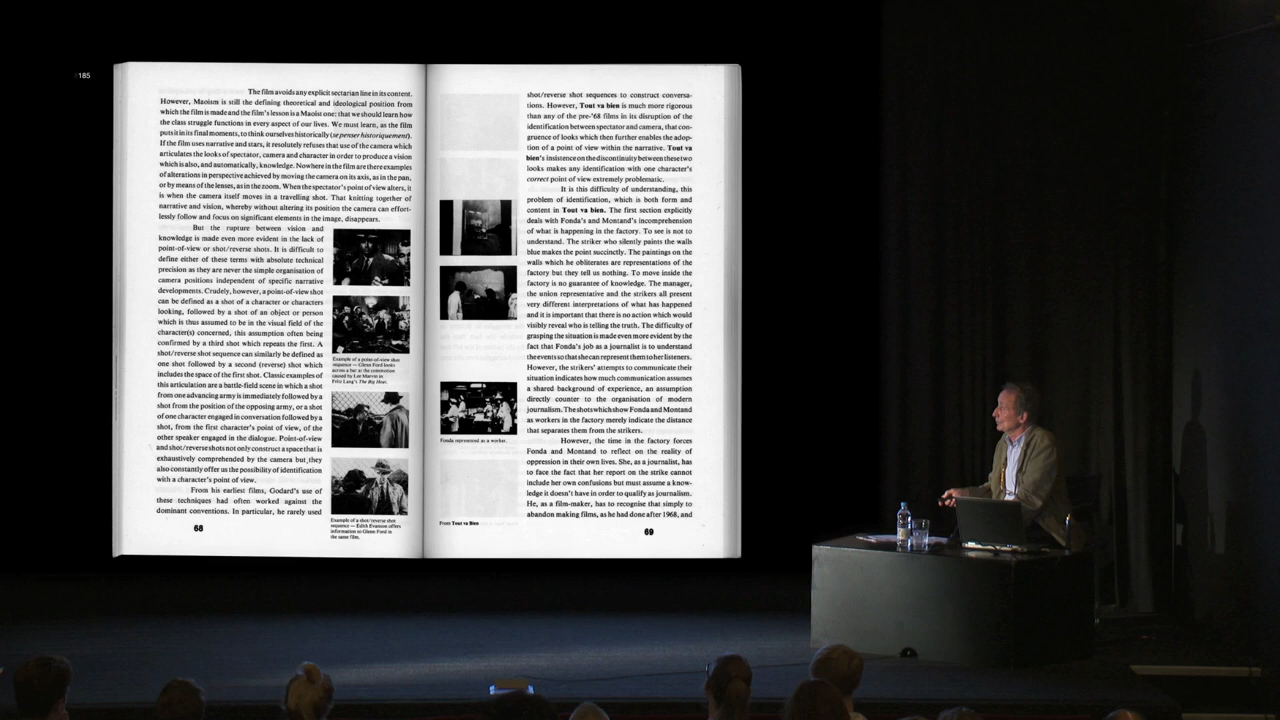 185
The film avoids any explicit sectarian line in its content.
However, Maoism is still the defining theoretical and ideological position from
which the film is made and the film's lesson is a Maoist one: that we should learn how
the class struggle functions in every aspect of our lives. We must learn, as the film
puts it in its final moments, to think ourselves historically (se penser historiquement).
If the film uses narrative and stars, it resolutely refuses that use of the camera which
articulates the looks of spectator, camera and character in order to produce a vision
which is also, and automatically, knowledge. Nowhere in the film are there examples
of alterations in perspective achieved by moving the camera on its axis, as in the pan,
or by means of the lenses, as in the zoom. When the spectator's point of view alters, it
is when the camera itself moves in a travelling shot. That knitting together of
narrative and vision, whereby without altering its position the camera can effort-
lessly follow and focus on significant elements in the image, disappears.
But the rupture between vision and
knowledge is made even more evident in the lack of
point-of-view or shot/reverse shots. It is difficult to
define either of these terms with absolute technical
precision as they are never the simple organisation of
camera positions independent of specific narrative
developments. Crudely, however, a point-of-view shot
can be defined as a shot of a character or characters
looking, followed by a shot of an object or person
which is thus assumed to be in the visual field of the
character(s) concerned, this assumption often being
confirmed by a third shot which repeats the first. A
shot/reverse shot sequence can similarly be defined as
one shot followed by a second (reverse) shot which
includes the space of the first shot. Classic examples of
this articulation are a battle-field scene in which a shot
from one advancing army is immediately followed by a
shot from the position of the opposing army, or a shot
of one character engaged in conversation followed by a
shot, from the first character's point of view, of the
other speaker engaged in the dialogue. Point-of-view
and shot/reverse shots not only construct a space that is
exhaustively comprehended by the camera but they
also constantly offer us the possibility of identification
with a character's point of view.
From his earliest films, Godard's use of
these techniques had often worked against the
dominant conventions. In particular, he rarely used
Example of a point-of-view shot
sequence — Glenn Ford looks
across a bar at the commotion
caused by Lee Marvin in
Fritz Lang's The Big Heat.
Example of a shot/reverse shot
sequence — Edith Evanson offers
information to Glenn Ford in
the same film.
68
Fonda represented as a worker.
From Tout va Bien
shot/reverse shot sequences to construct conversa-
tions. However, Tout va bien is much more rigorous
than any of the pre-'68 films in its disruption of the
identification between spectator and camera, that con-
gruence of looks which then further enables the adop-
tion of a point of view within the narrative. Tout va
bien's insistence on the discontinuity between these two
looks makes any identification with one character's
correct point of view extremely problematic.
It is this difficulty of understanding, this
problem of identification, which is both form and
content in Tout va bien. The first section explicitly
deals with Fonda's and Montand's incomprehension
of what is happening in the factory. To see is not to
understand. The striker who silently paints the walls
blue makes the point succinctly. The paintings on the
walls which he obliterates are representations of the
factory but they tell us nothing. To move inside the
factory is no guarantee of knowledge. The manager,
the union representative and the strikers all present
very different interpretations of what has happened
and it is important that there is no action which would
visibly reveal who is telling the truth. The difficulty of
grasping the situation is made even more evident by the
fact that Fonda's job as a journalist is to understand
the events so that she can represent them to her listeners.
However, the strikers' attempts to communicate their
situation indicates how much communication assumes
a shared background of experience, an assumption
directly counter to the organisation of modern
journalism. The shots which show Fonda and Montand
as workers in the factory merely indicate the distance
that separates them from the strikers.
However, the time in the factory forces
Fonda and Montand to reflect on the reality of
oppression in their own lives. She, as a journalist, has
to face the fact that her report on the strike cannot
include her own confusions but must assume a know-
ledge it doesn't have in order to qualify as journalism.
He, as a film-maker, has to recognise that simply to
abandon making films, as he had done after 1968, and
69